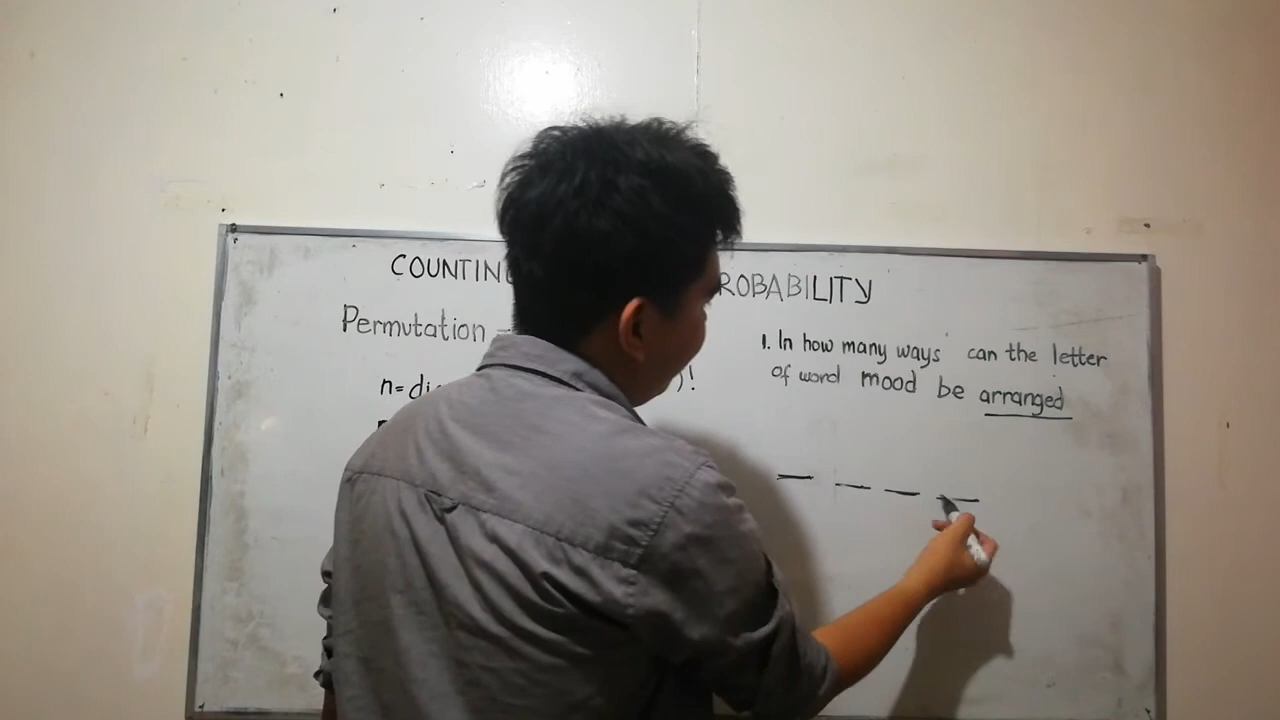 COUNTING ROBABILITY
Permutation
n=di )!
1. In how many ways can the letter
of word mood be arranged